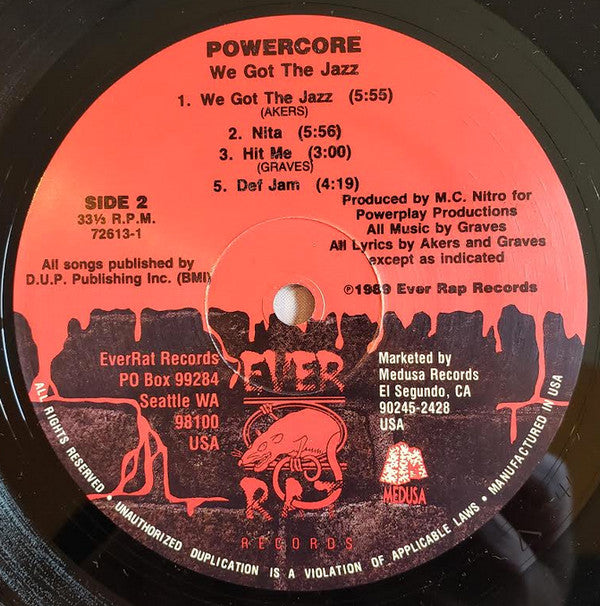 POWERCORE
We Got The Jazz
1. We Got The Jazz (5:55)
(AKERS)
2. Nita (5:56)
3. Hit Me (3:00)
(GRAVES)
5. Def Jam (4:19)
SIDE 2
33⅓ R.P.M.
72613-1
Produced by M.C. Nitro for
Powerplay Productions
All Music by Graves
All Lyrics by Akers and Graves
except as indicated
All songs published by
D.U.P. Publishing Inc. (BMI)
℗1989 Ever Rap Records
EverRat Records
PO Box 99284
Seattle WA
98100
USA
EVER
RAT
RECORDS
Marketed by
Medusa Records
El Segundo, CA
90245-2428
USA
MEDUSA
ALL RIGHTS RESERVED • UNAUTHORIZED DUPLICATION IS A VIOLATION OF APPLICABLE LAWS • MANUFACTURED IN USA